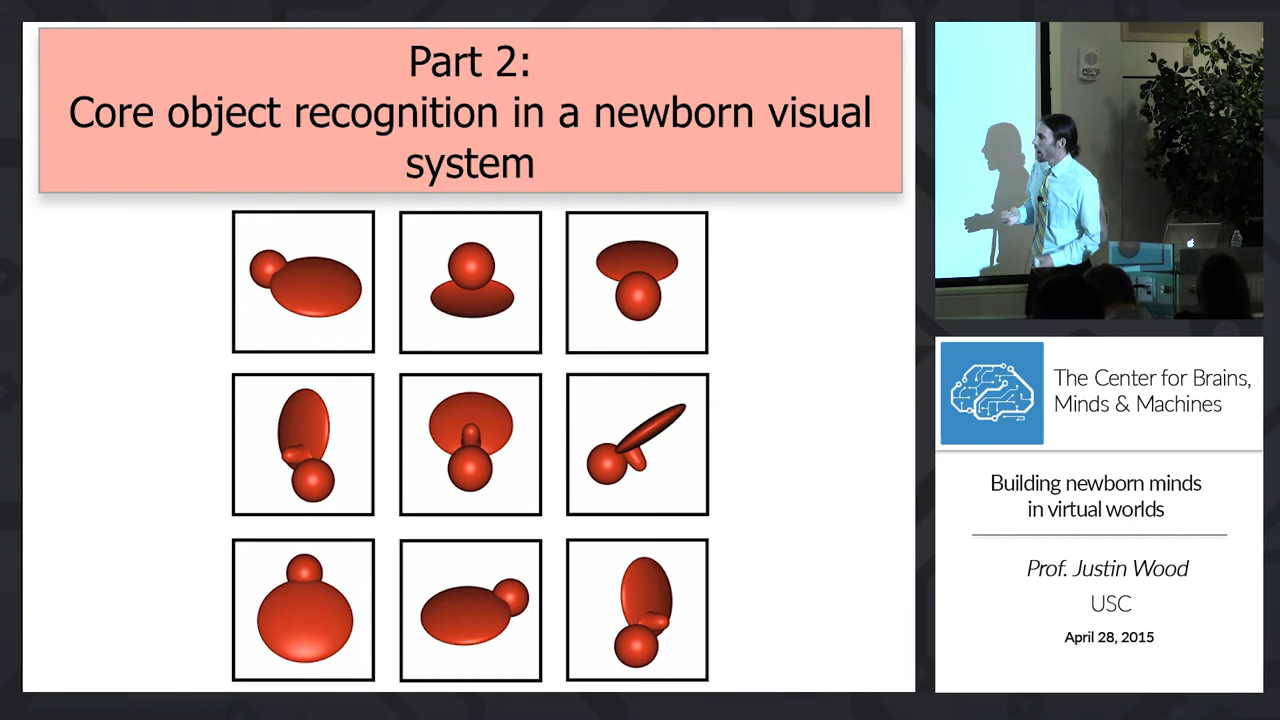 Part 2:
Core object recognition in a newborn visual
system
The Center for Brains,
Minds & Machines
Building newborn minds
in virtual worlds
Prof. Justin Wood
USC
April 28, 2015